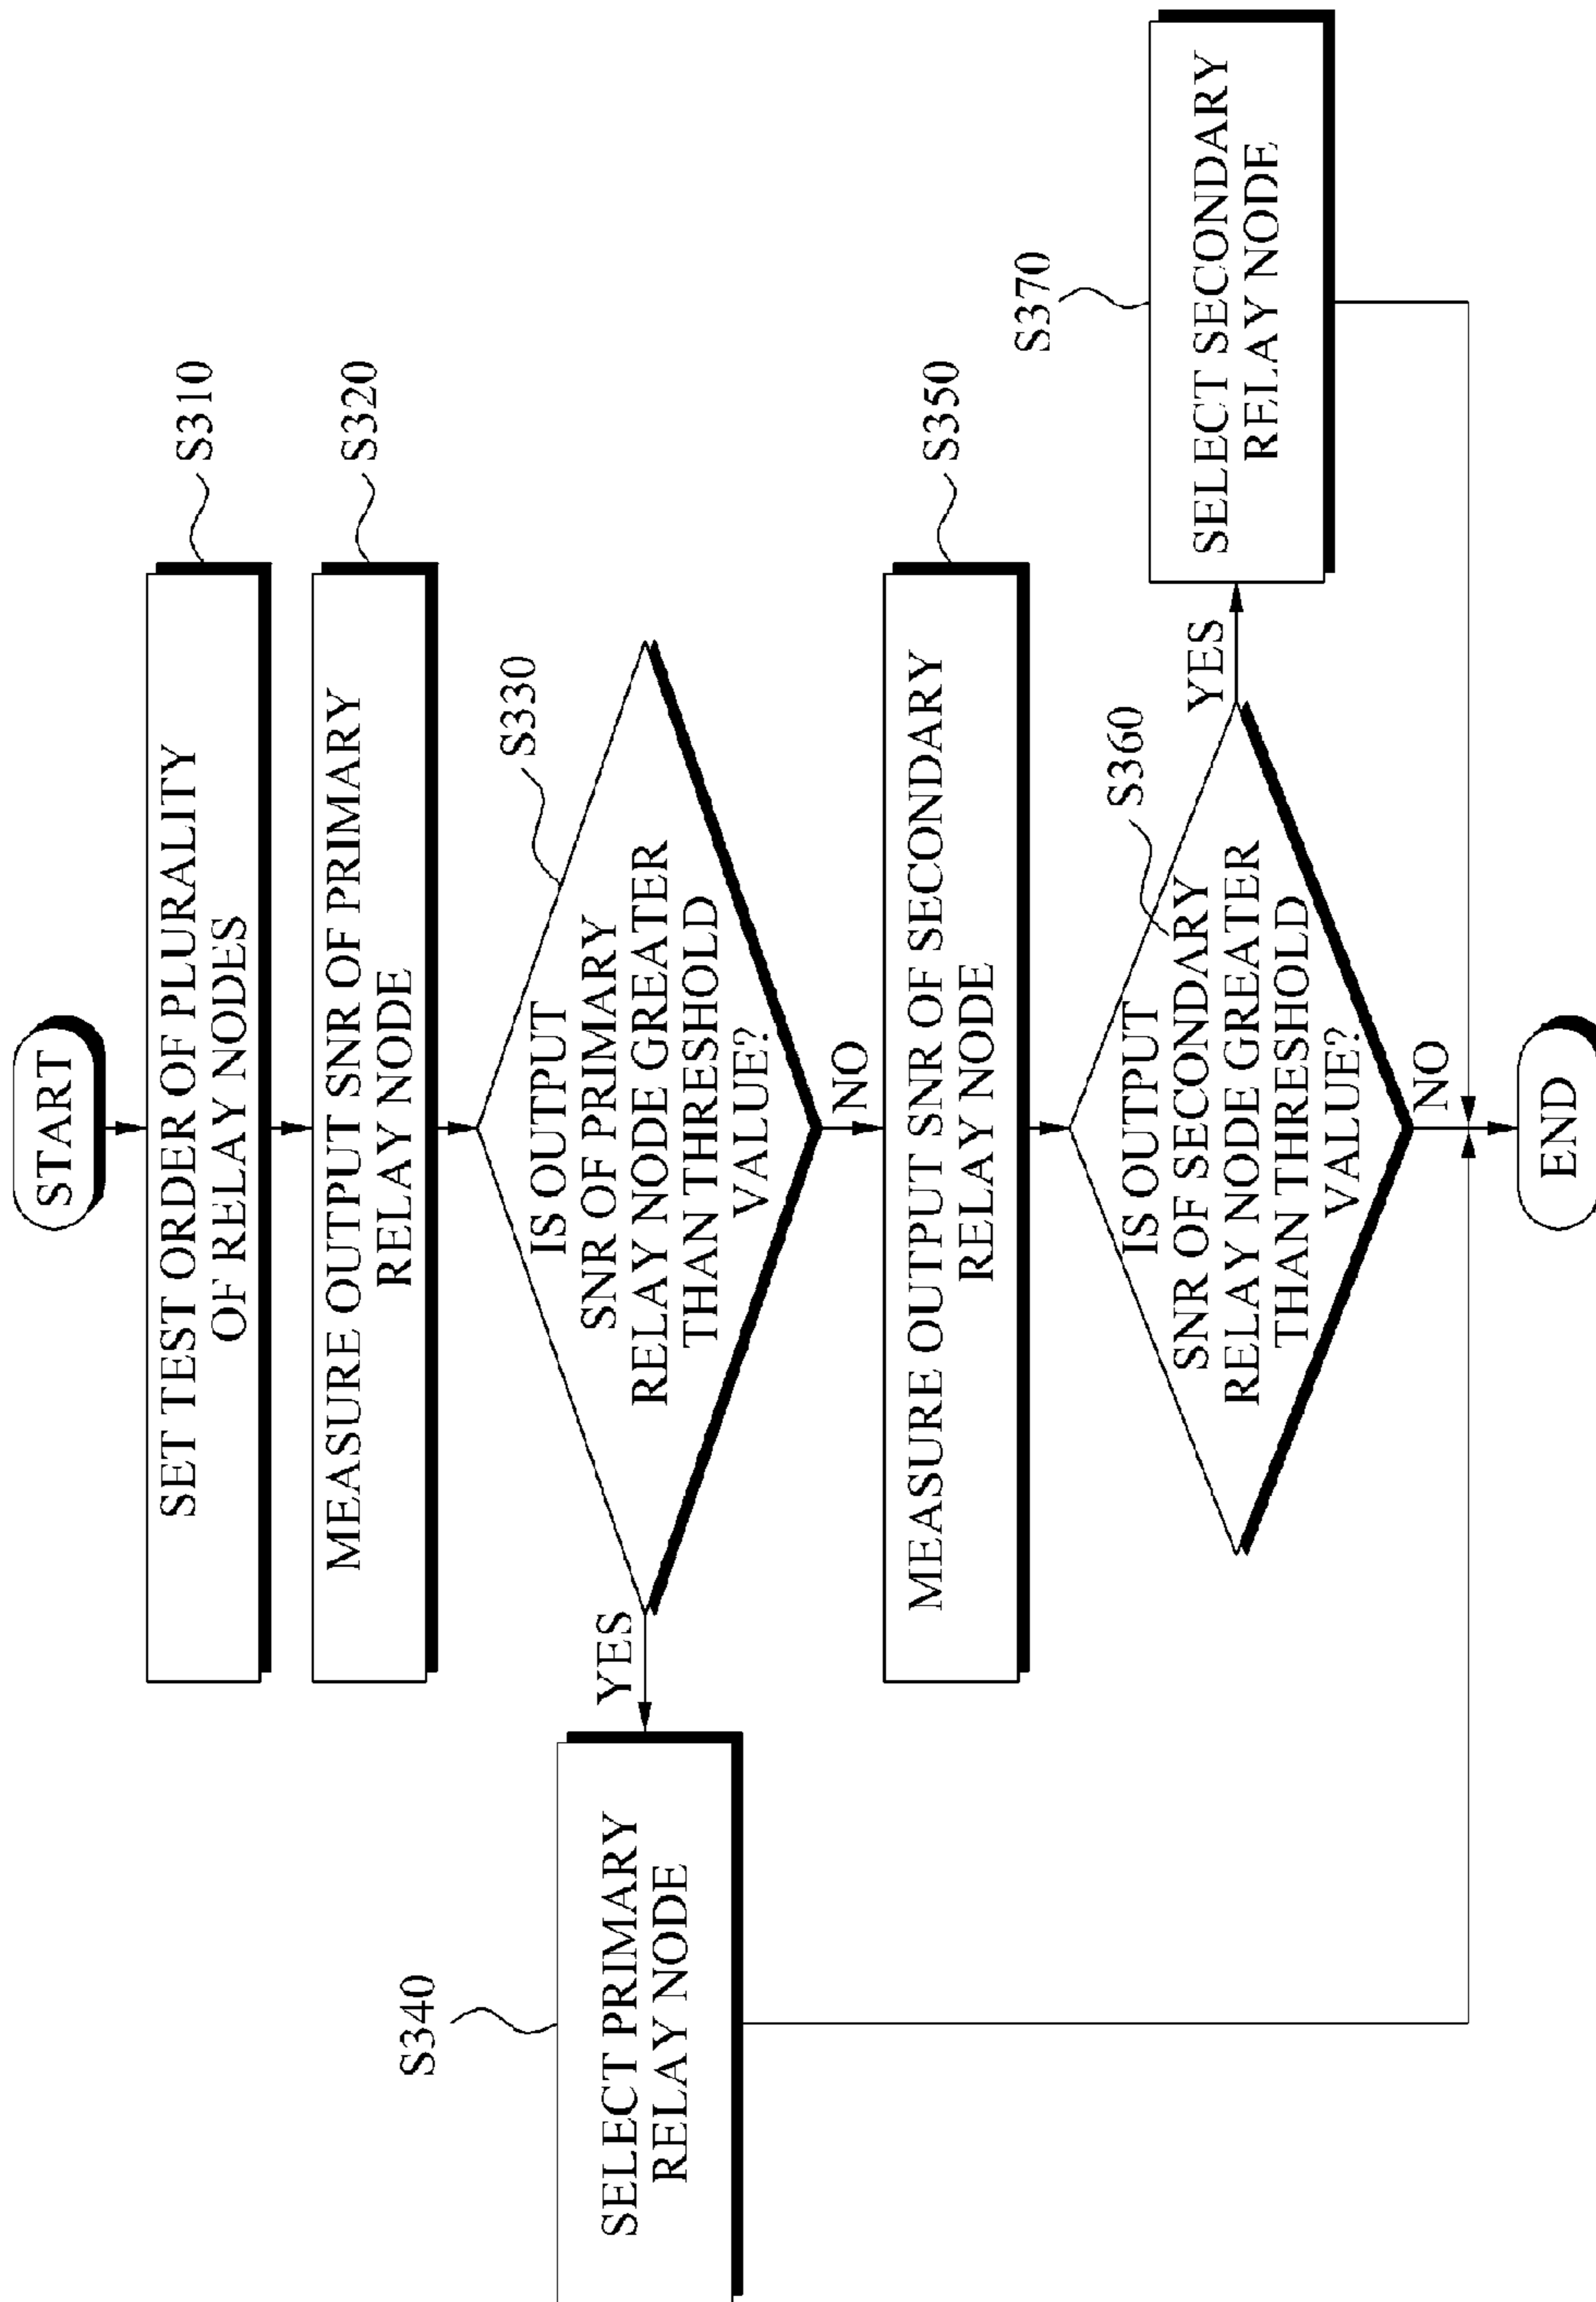 START
S310
SET TEST ORDER OF PLURALITY
OF RELAY NODES
S320
MEASURE OUTPUT SNR OF PRIMARY
RELAY NODE
S330
IS OUTPUT
SNR OF PRIMARY
RELAY NODE GREATER
THAN THRESHOLD
VALUE?
YES
S340
SELECT PRIMARY
RELAY NODE
NO
S350
MEASURE OUTPUT SNR OF SECONDARY
RELAY NODE
S360
IS OUTPUT
SNR OF SECONDARY
RELAY NODE GREATER
THAN THRESHOLD
VALUE?
YES
S370
SELECT SECONDARY
RELAY NODE
NO
END